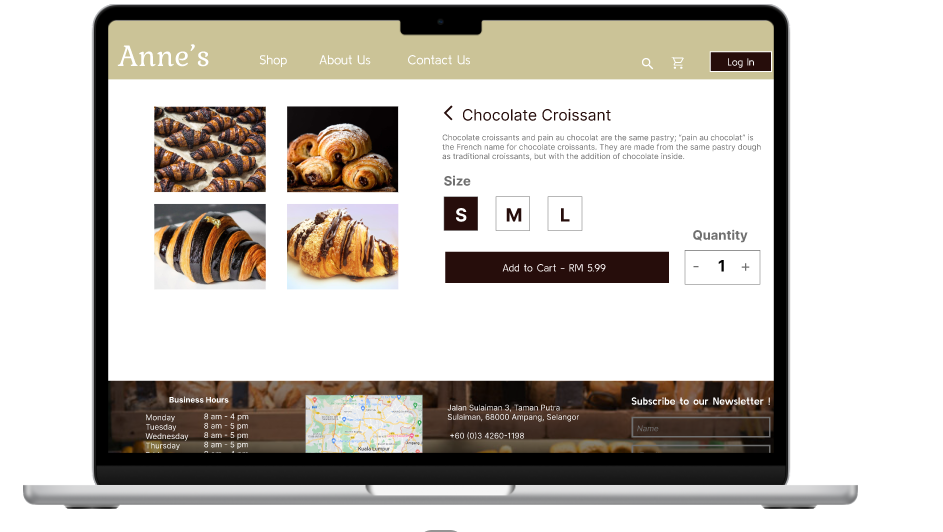 Anne's
Shop
About Us
Contact Us
Log In
Chocolate Croissant
Chocolate croissants and pain au chocolat are the same pastry; "pain au chocolat" is
the French name for chocolate croissants. They are made from the same pastry dough
as traditional croissants, but with the addition of chocolate inside.
Size
S
M
L
Quantity
Add to Cart - RM 5.99
- 1 +
Business Hours
Monday 8 am - 4 pm
Tuesday 8 am - 5 pm
Wednesday 8 am - 5 pm
Thursday 8 am - 5 pm
Kuala Lumpur
Jalan Sulaiman 3, Taman Putra
Sulaiman, 68000 Ampang, Selangor
+60 (0)3 4260-1198
Subscribe to our Newsletter !
Name